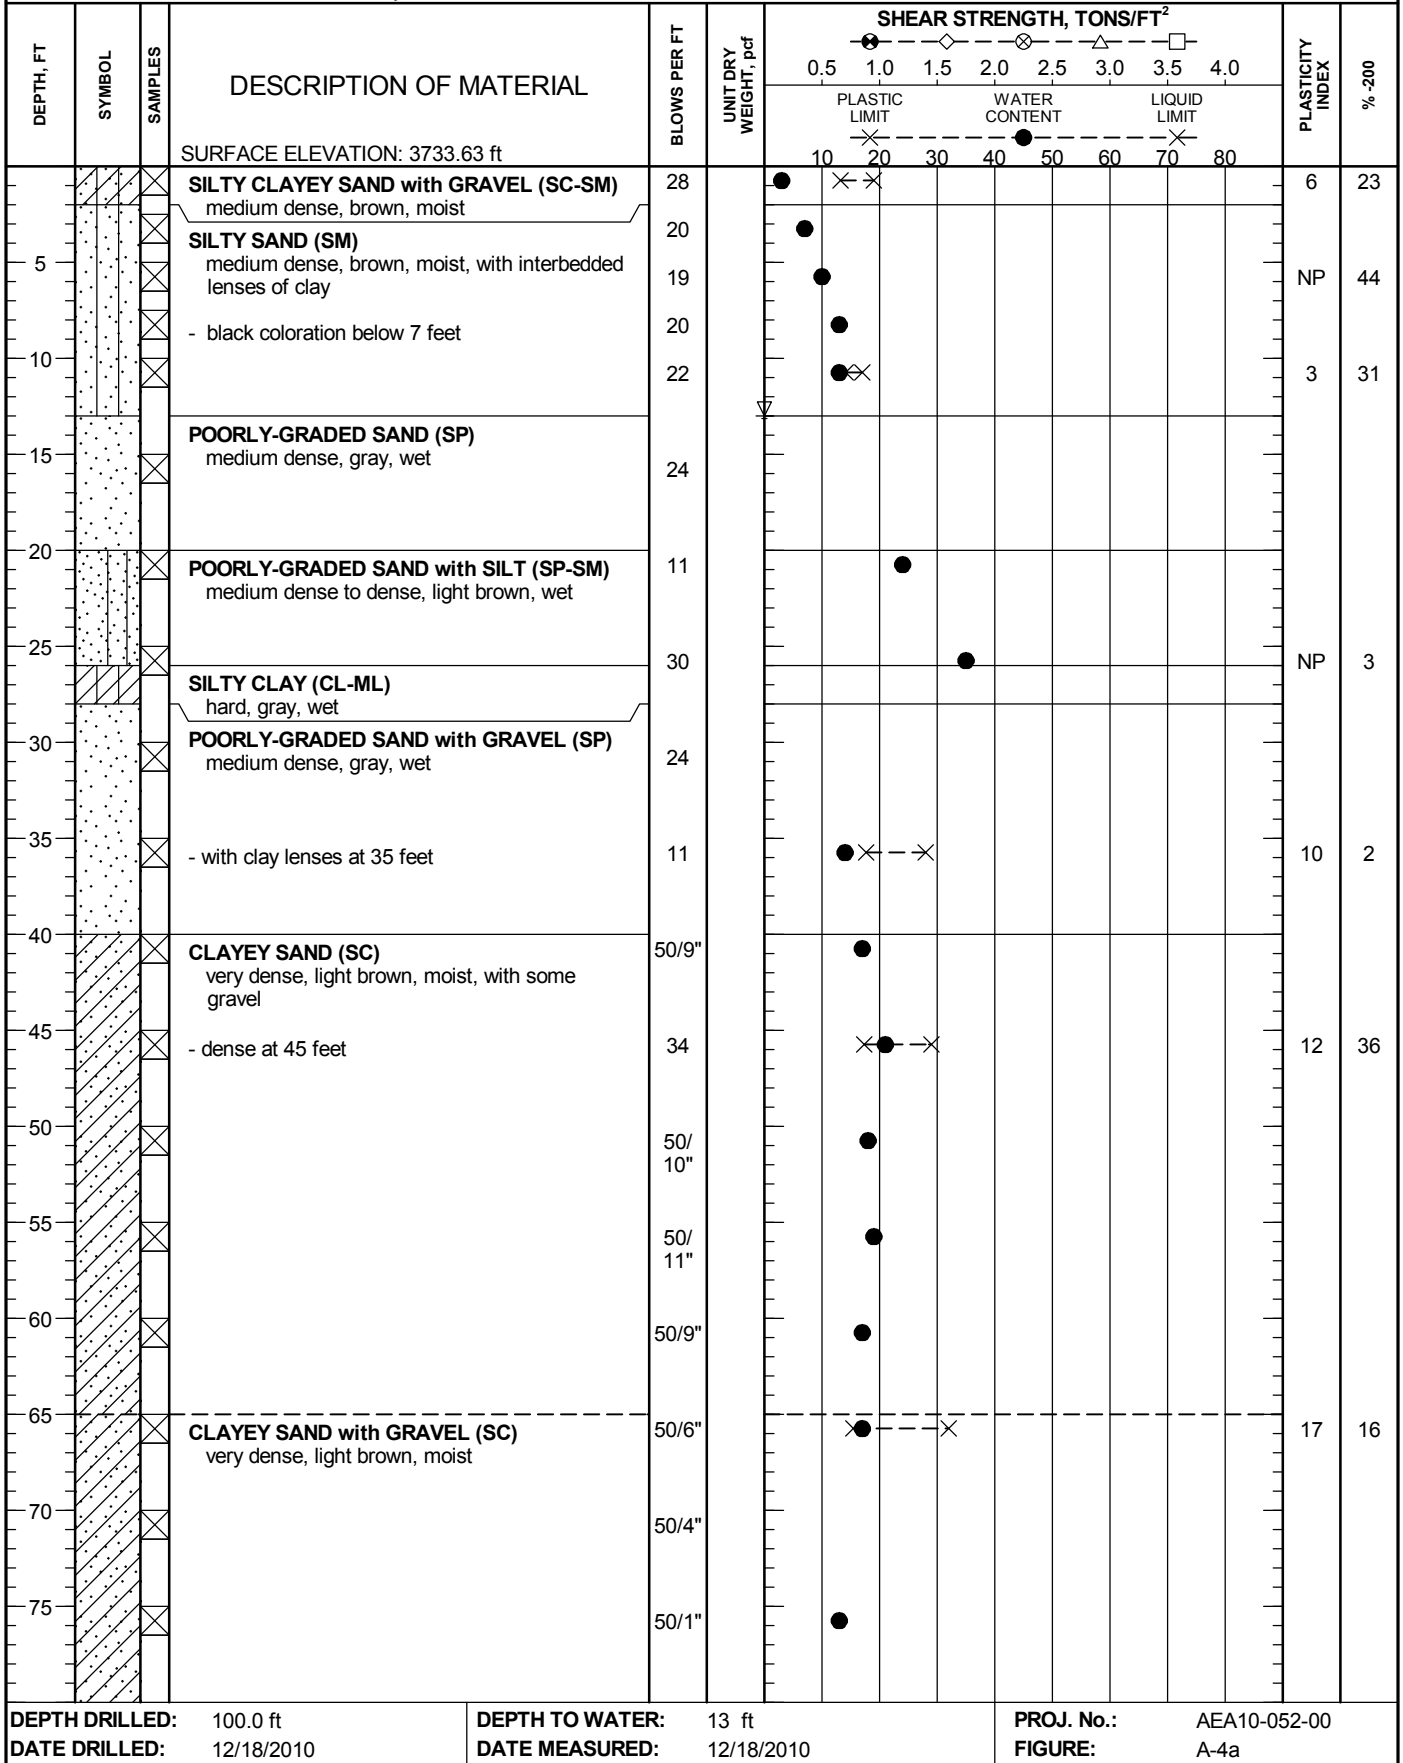 DEPTH, FT
SYMBOL
SAMPLES
DESCRIPTION OF MATERIAL
SURFACE ELEVATION: 3733.63 ft
BLOWS PER FT
UNIT DRY
WEIGHT, pcf
SHEAR STRENGTH, TONS/FT²
0.5 1.0 1.5 2.0 2.5 3.0 3.5 4.0
PLASTIC
LIMIT
WATER
CONTENT
LIQUID
LIMIT
10 20 30 40 50 60 70 80
PLASTICITY
INDEX
% -200
SILTY CLAYEY SAND with GRAVEL (SC-SM) 28 6 23
medium dense, brown, moist
20
SILTY SAND (SM)
5 medium dense, brown, moist, with interbedded
lenses of clay 19 NP 44
- black coloration below 7 feet 20
10
22 3 31
POORLY-GRADED SAND (SP)
15 medium dense, gray, wet
24
20
POORLY-GRADED SAND with SILT (SP-SM) 11
medium dense to dense, light brown, wet
25
30 NP 3
SILTY CLAY (CL-ML)
hard, gray, wet
30 POORLY-GRADED SAND with GRAVEL (SP)
medium dense, gray, wet 24
35
- with clay lenses at 35 feet 11 10 2
40
CLAYEY SAND (SC) 50/9"
very dense, light brown, moist, with some
gravel
45
- dense at 45 feet 34 12 36
50
50/
10"
55
50/
11"
60
50/9"
65
CLAYEY SAND with GRAVEL (SC) 50/6" 17 16
very dense, light brown, moist
70
50/4"
75
50/1"
DEPTH DRILLED: 100.0 ft DEPTH TO WATER: 13 ft PROJ. No.: AEA10-052-00
DATE DRILLED: 12/18/2010 DATE MEASURED: 12/18/2010 FIGURE: A-4a